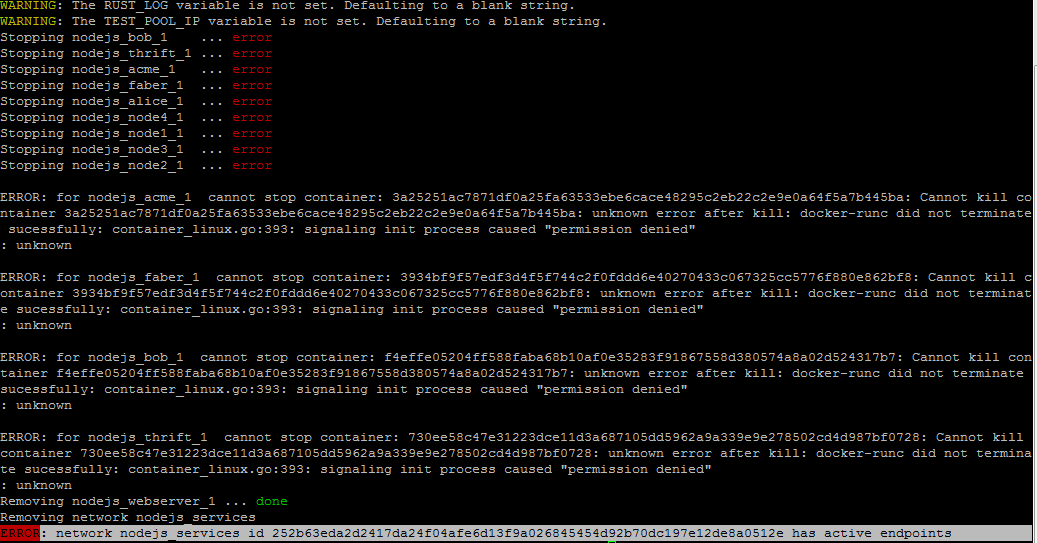 WARNING: The RUST_LOG variable is not set. Defaulting to a blank string.
WARNING: The TEST_POOL_IP variable is not set. Defaulting to a blank string.
Stopping nodejs_bob_1    ... error
Stopping nodejs_thrift_1 ... error
Stopping nodejs_acme_1   ... error
Stopping nodejs_faber_1  ... error
Stopping nodejs_alice_1  ... error
Stopping nodejs_node4_1  ... error
Stopping nodejs_node1_1  ... error
Stopping nodejs_node3_1  ... error
Stopping nodejs_node2_1  ... error
ERROR: for nodejs_acme_1  cannot stop container: 3a25251ac7871df0a25fa63533ebe6cace48295c2eb22c2e9e0a64f5a7b445ba: Cannot kill co
ntainer 3a25251ac7871df0a25fa63533ebe6cace48295c2eb22c2e9e0a64f5a7b445ba: unknown error after kill: docker-runc did not terminate
 sucessfully: container_linux.go:393: signaling init process caused "permission denied"
: unknown
ERROR: for nodejs_faber_1  cannot stop container: 3934bf9f57edf3d4f5f744c2f0fddd6e40270433c067325cc5776f880e862bf8: Cannot kill c
ontainer 3934bf9f57edf3d4f5f744c2f0fddd6e40270433c067325cc5776f880e862bf8: unknown error after kill: docker-runc did not terminat
e sucessfully: container_linux.go:393: signaling init process caused "permission denied"
: unknown
ERROR: for nodejs_bob_1  cannot stop container: f4effe05204ff588faba68b10af0e35283f91867558d380574a8a02d524317b7: Cannot kill con
tainer f4effe05204ff588faba68b10af0e35283f91867558d380574a8a02d524317b7: unknown error after kill: docker-runc did not terminate
sucessfully: container_linux.go:393: signaling init process caused "permission denied"
: unknown
ERROR: for nodejs_thrift_1  cannot stop container: 730ee58c47e31223dce11d3a687105dd5962a9a339e9e278502cd4d987bf0728: Cannot kill
container 730ee58c47e31223dce11d3a687105dd5962a9a339e9e278502cd4d987bf0728: unknown error after kill: docker-runc did not termina
te sucessfully: container_linux.go:393: signaling init process caused "permission denied"
: unknown
Removing nodejs_webserver_1 ... done
Removing network nodejs_services
ERROR: network nodejs_services id 252b63eda2d2417da24f04afe6d13f9a026845454d92b70dc197e12de8a0512e has active endpoints